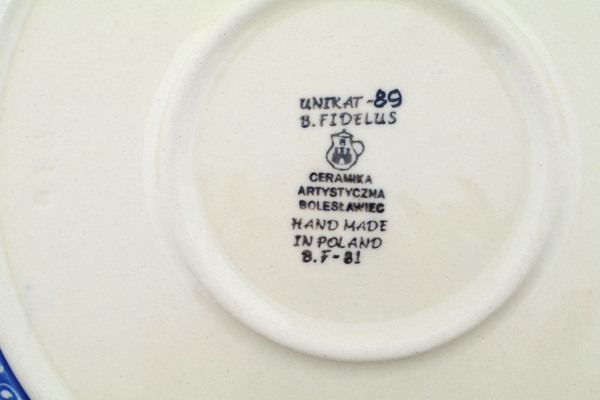 UNIKAT-89
B. FIDELUS
CERAMIKA
ARTYSTYCZNA
BOLESŁAWIEC
HAND MADE
IN POLAND
B.F-81